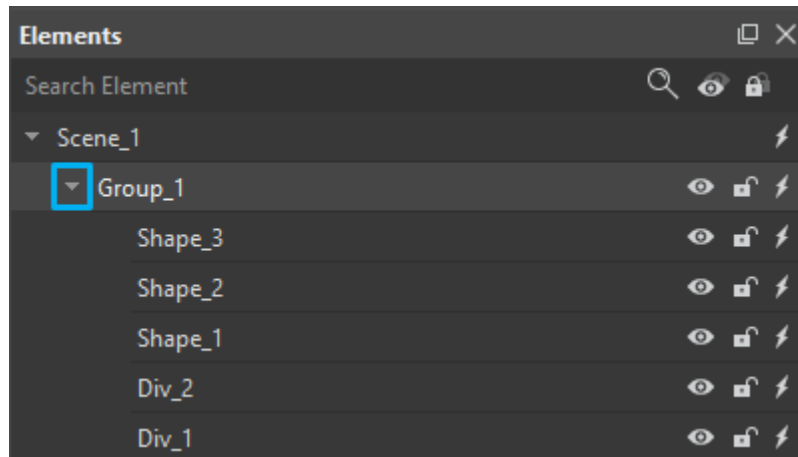 Elements
Search Element
Scene_1
Group_1
Shape_3
Shape_2
Shape_1
Div_2
Div_1